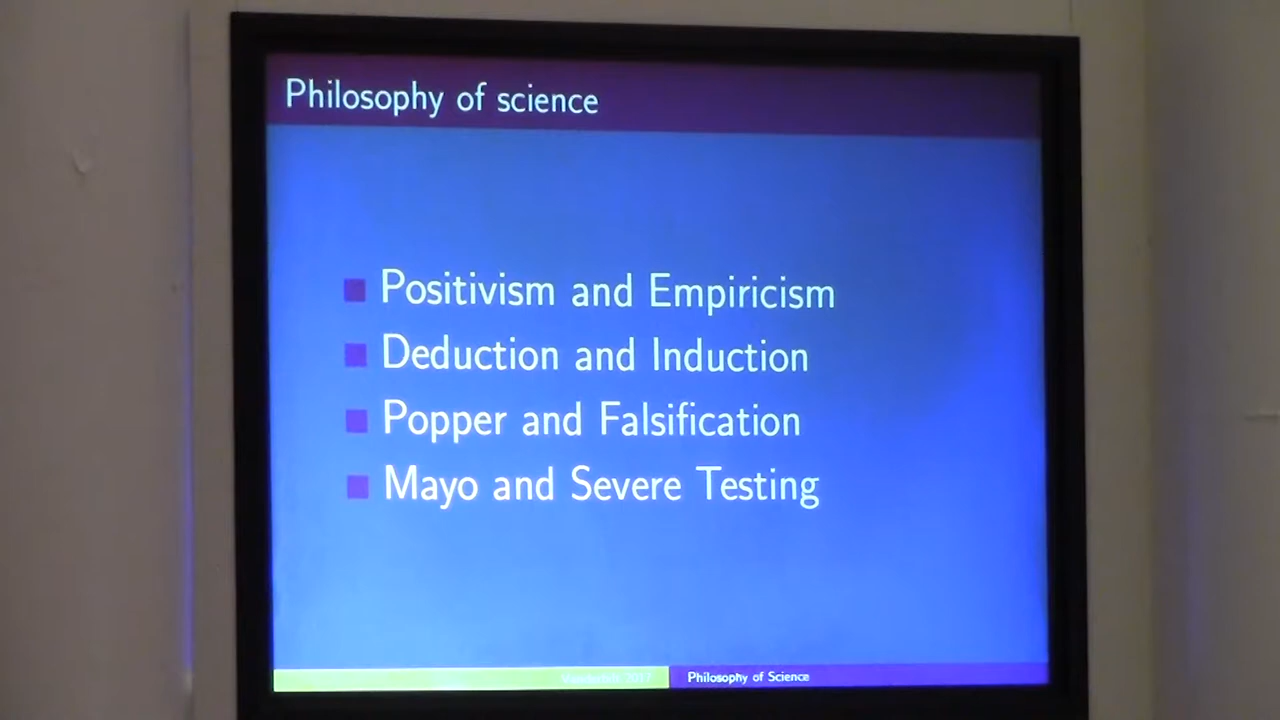 Philosophy of science
Positivism and Empiricism
Deduction and Induction
Popper and Falsification
Mayo and Severe Testing
2017
Philosophy of Science